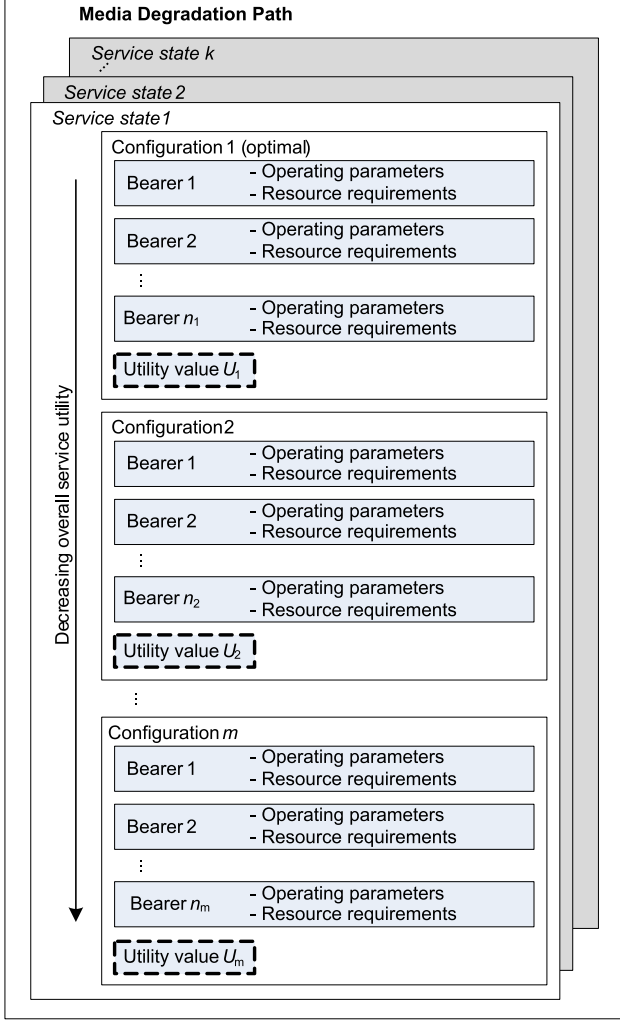 Media Degradation Path
Service state k
Service state 2
Service state 1
Decreasing overall service utility
Configuration 1 (optimal)
Bearer 1
- Operating parameters
- Resource requirements
Bearer 2
- Operating parameters
- Resource requirements
⋮
Bearer n₁
- Operating parameters
- Resource requirements
Utility value U₁
Configuration 2
Bearer 1
- Operating parameters
- Resource requirements
Bearer 2
- Operating parameters
- Resource requirements
⋮
Bearer n₂
- Operating parameters
- Resource requirements
Utility value U₂
⋮
Configuration m
Bearer 1
- Operating parameters
- Resource requirements
Bearer 2
- Operating parameters
- Resource requirements
⋮
Bearer nₘ
- Operating parameters
- Resource requirements
Utility value Uₘ